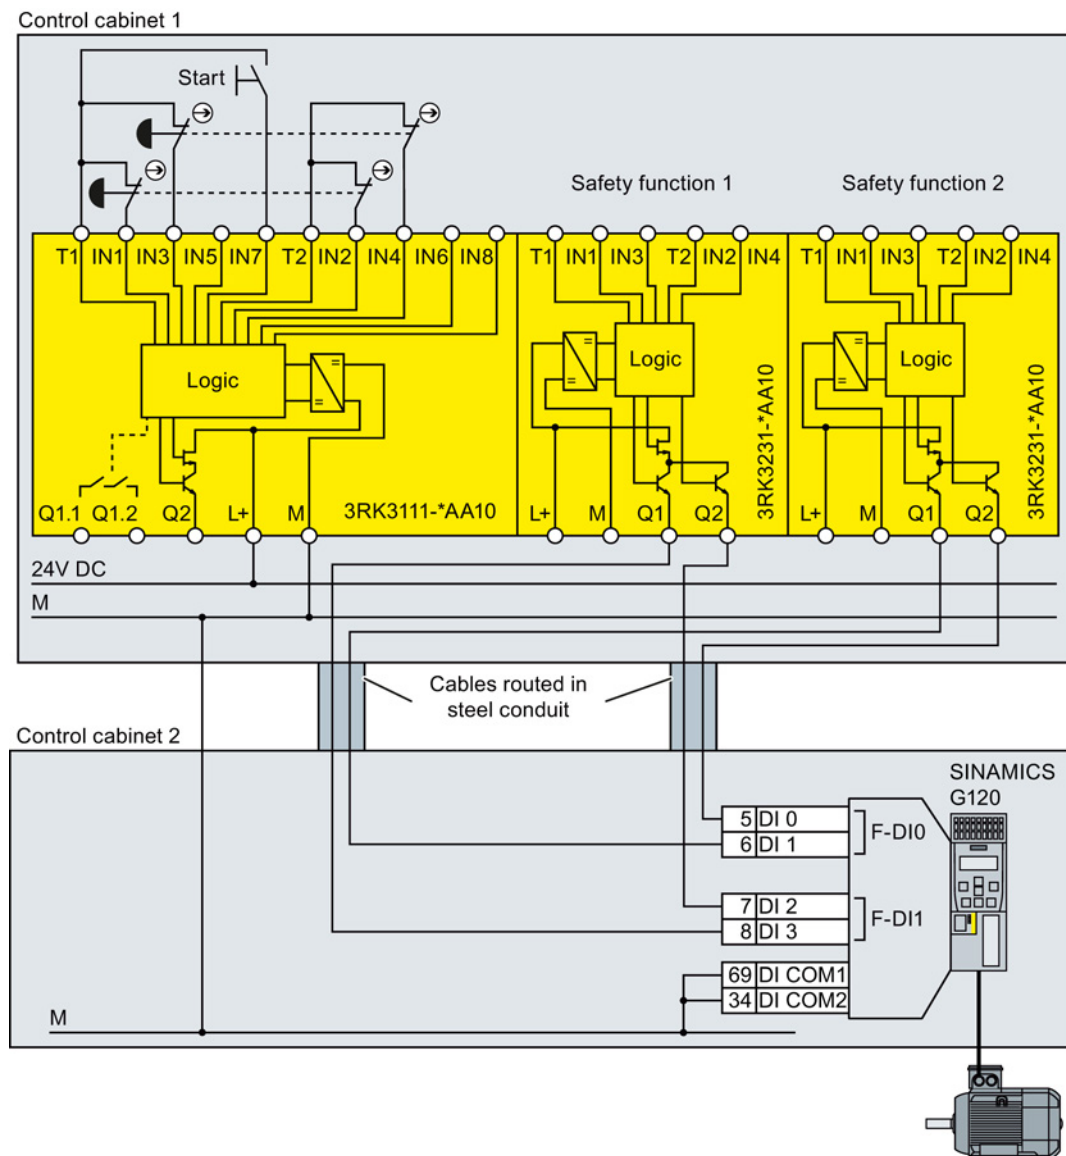 Control cabinet 1
Start
Safety function 1
Safety function 2
T1 IN1 IN3 IN5 IN7 T2 IN2 IN4 IN6 IN8
T1 IN1 IN3 T2 IN2 IN4
T1 IN1 IN3 T2 IN2 IN4
Logic
=
=
Logic
=
=
Logic
=
=
Q1.1 Q1.2 Q2 L+ M 3RK3111-*AA10
L+ M Q1 Q2 3RK3231-*AA10
L+ M Q1 Q2 3RK3231-*AA10
24V DC
M
Cables routed in
steel conduit
Control cabinet 2
SINAMICS
G120
5 DI 0
6 DI 1
F-DI0
7 DI 2
8 DI 3
F-DI1
69 DI COM1
34 DI COM2
M